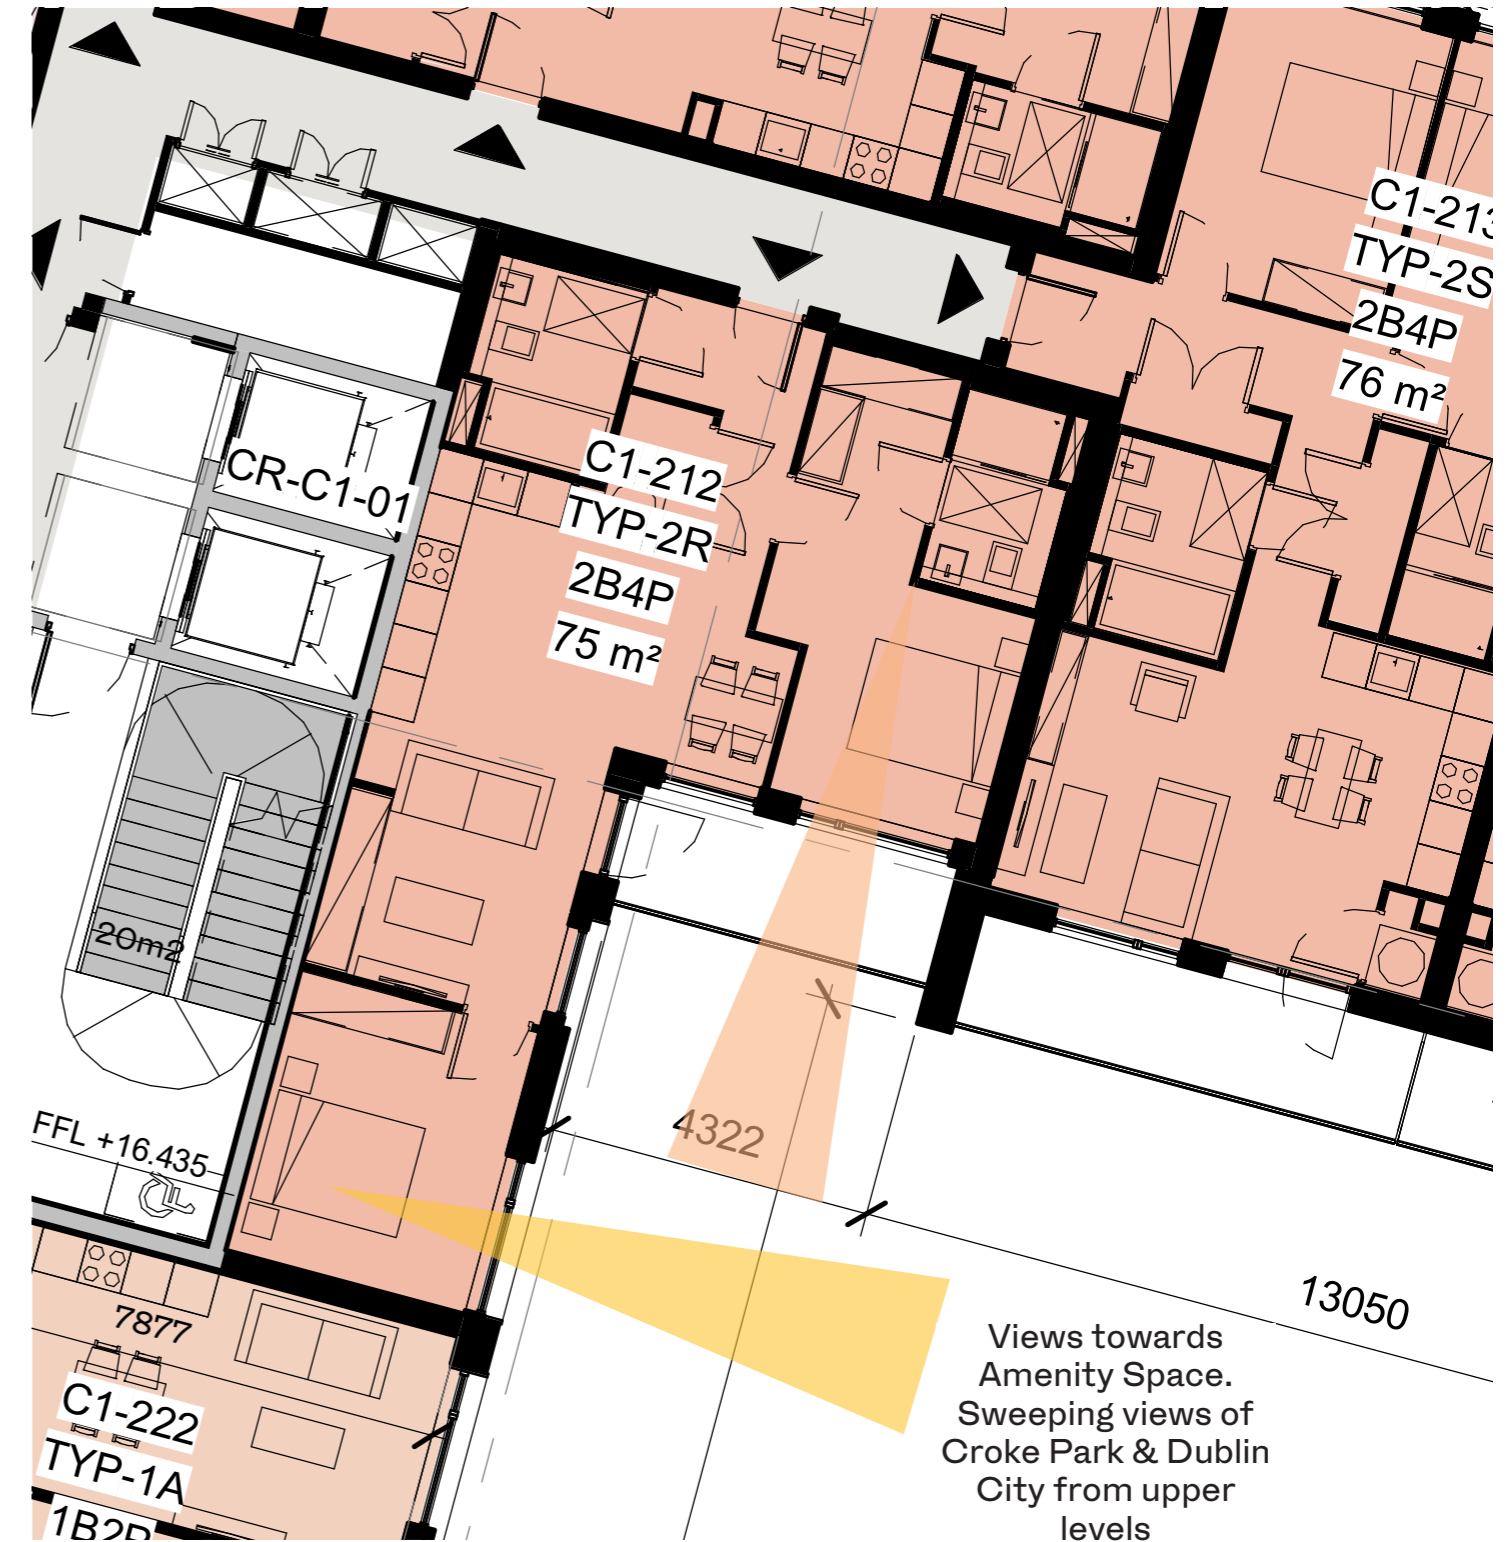 C1-213
TYP-2S
2B4P
76 m²
CR-C1-01
C1-212
TYP-2R
2B4P
75 m²
20m2
FFL +16.435
4322
13050
7877
C1-222
TYP-1A
1B2P
Views towards
Amenity Space.
Sweeping views of
Croke Park & Dublin
City from upper
levels